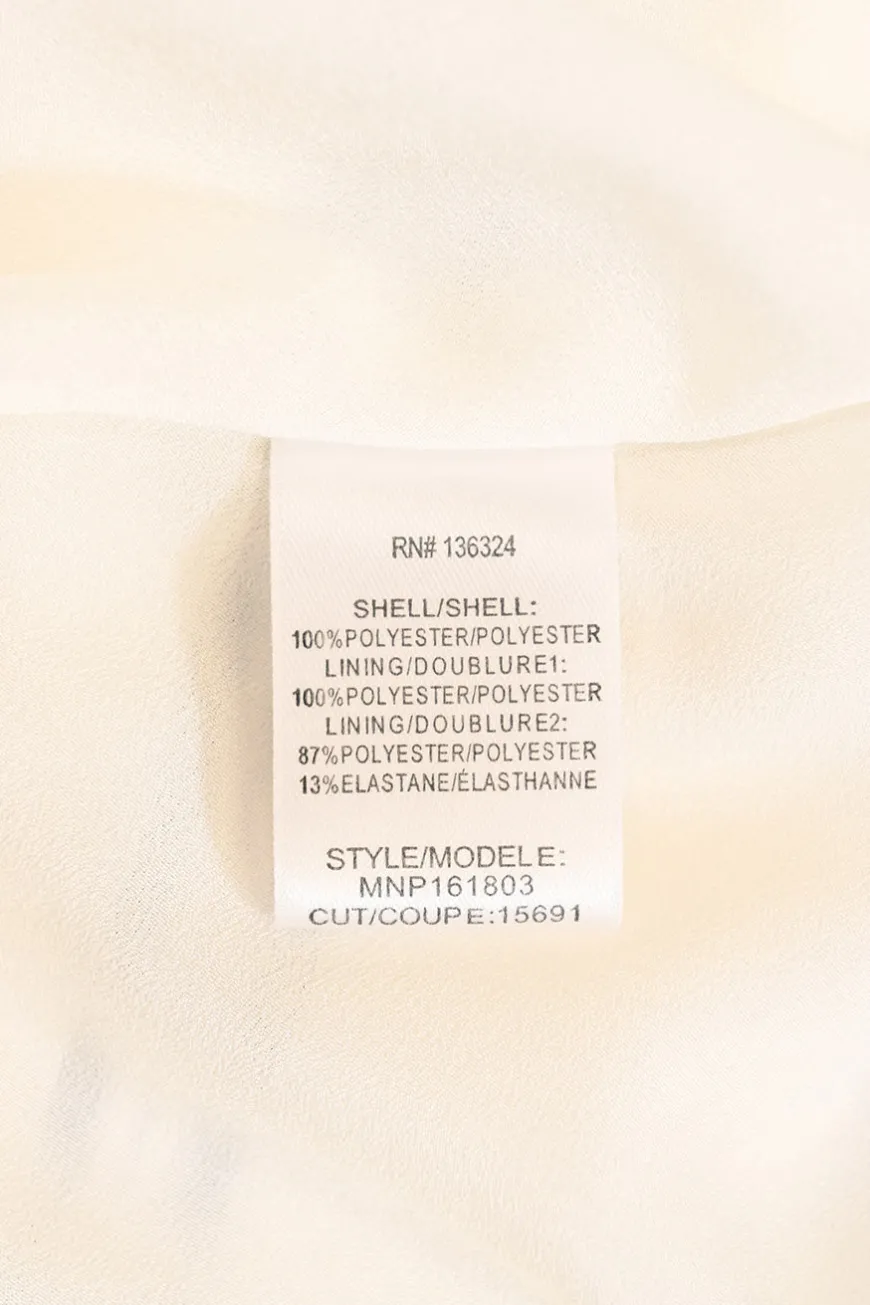 RN# 136324
SHELL/SHELL:
100%POLYESTER/POLYESTER
LINING/DOUBLURE1:
100%POLYESTER/POLYESTER
LINING/DOUBLURE2:
87%POLYESTER/POLYESTER
13%ELASTANE/ÉLASTHANNE
STYLE/MODELE:
MNP161803
CUT/COUPE:15691